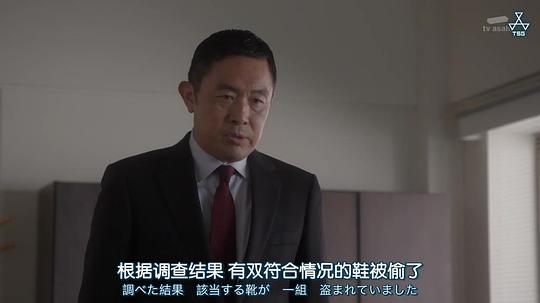 tv asahi
TSG
根据调查结果 有双符合情况的鞋被偷了
調べた結果 該当する靴が 一組 盗まれていました